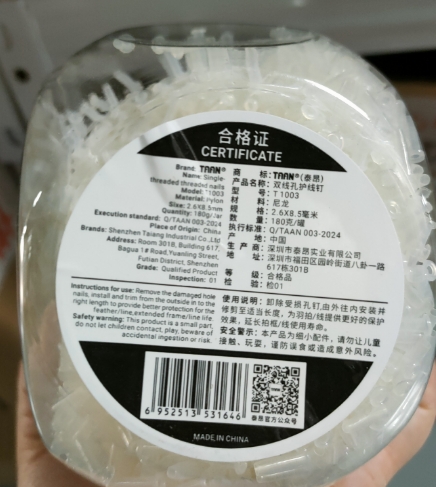 合格证
CERTIFICATE
Brand: TAAN®
Name: Single-
threaded threaded nails
Model: T1003
Material: nylon
Size: 2.6X8.5mm
Quantity: 180g/Jar
Execution standard: Q/TAAN 003-2024
Place of Origin: China
Brands: Shenzhen Taiang Industrial Co.,Ltd
Address: Room 301B, Building 617,
Bagua 1# Road,Yuanling Street,
Futian District, Shenzhen
Grade: Qualified Product
Inspection: 01
商 标: TAAN®(泰昂)
产品名称: 双线孔护线钉
型 号: T1003
材 质: 尼龙
规 格: 2.6X8.5毫米
数 量: 180克/罐
执行标准: Q/TAAN 003-2024
产 地: 中国
生 产 商: 深圳市泰昂实业有限公司
地 址: 深圳市福田区园岭街道八卦一路
617栋301B
等 级: 合格品
检 验: 检01
Instructions for use: Remove the damaged hole
nails, install and trim from the outside in to the
right length to provide better protection for the
feather/line,extended frame/line life.
Safety warning: This product is a small part,
do not let children contact, play, beware of
accidental ingestion or risk.
使用说明: 卸除受损孔钉,由外往内安装并
修剪至适当长度, 为羽拍/线提供更好的保护
效果, 延长拍框/线使用寿命。
安全警示: 本产品为细小配件, 请勿让儿童
接触、玩耍, 谨防误食或造成意外风险。
6 952513 531646
泰昂官方公众号
MADE IN CHINA